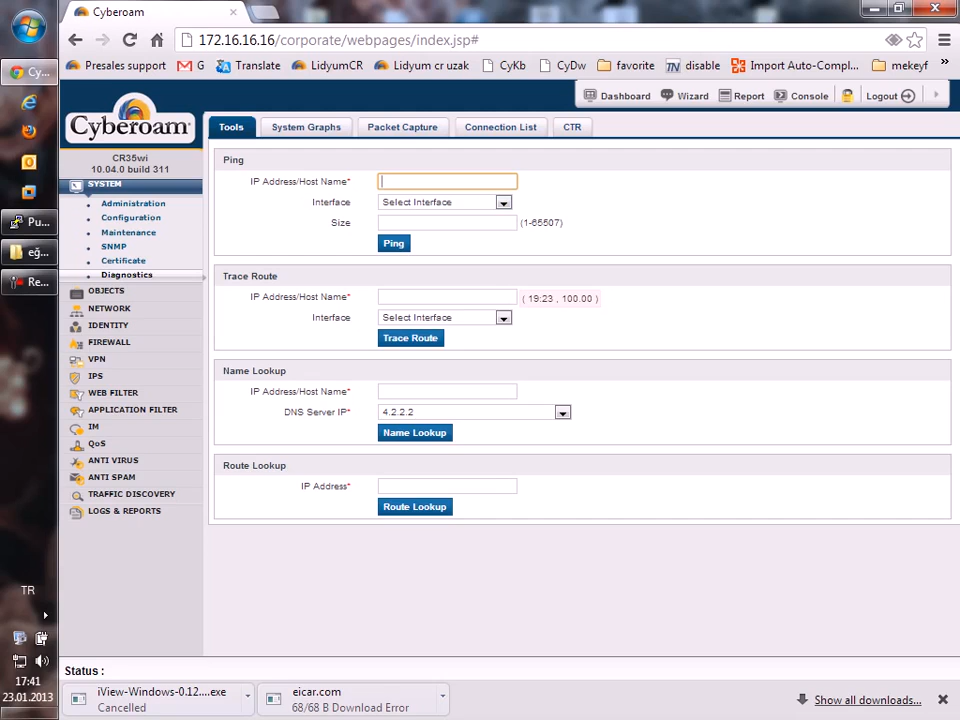 Cyberoam
172.16.16.16/corporate/webpages/index.jsp#
Presales support
G
Translate
LidyumCR
Lidyum cr uzak
CyKb
CyDw
favorite
disable
Import Auto-Compl...
mekeyf
»
Dashboard
Wizard
Report
Console
Logout
Cyberoam
CR35wi
10.04.0 build 311
Tools
System Graphs
Packet Capture
Connection List
CTR
SYSTEM
Administration
Configuration
Maintenance
SNMP
Certificate
Diagnostics
OBJECTS
NETWORK
IDENTITY
FIREWALL
VPN
IPS
WEB FILTER
APPLICATION FILTER
IM
QoS
ANTI VIRUS
ANTI SPAM
TRAFFIC DISCOVERY
LOGS & REPORTS
Ping
IP Address/Host Name*
Interface
Select Interface
Size
(1-65507)
Ping
Trace Route
IP Address/Host Name*
( 19:23 , 100.00 )
Interface
Select Interface
Trace Route
Name Lookup
IP Address/Host Name*
DNS Server IP*
4.2.2.2
Name Lookup
Route Lookup
IP Address*
Route Lookup
Status :
iView-Windows-0.12....exe
Cancelled
eicar.com
68/68 B Download Error
Show all downloads...
Cy...
Pu...
eğ...
Re...
TR
17:41
23.01.2013